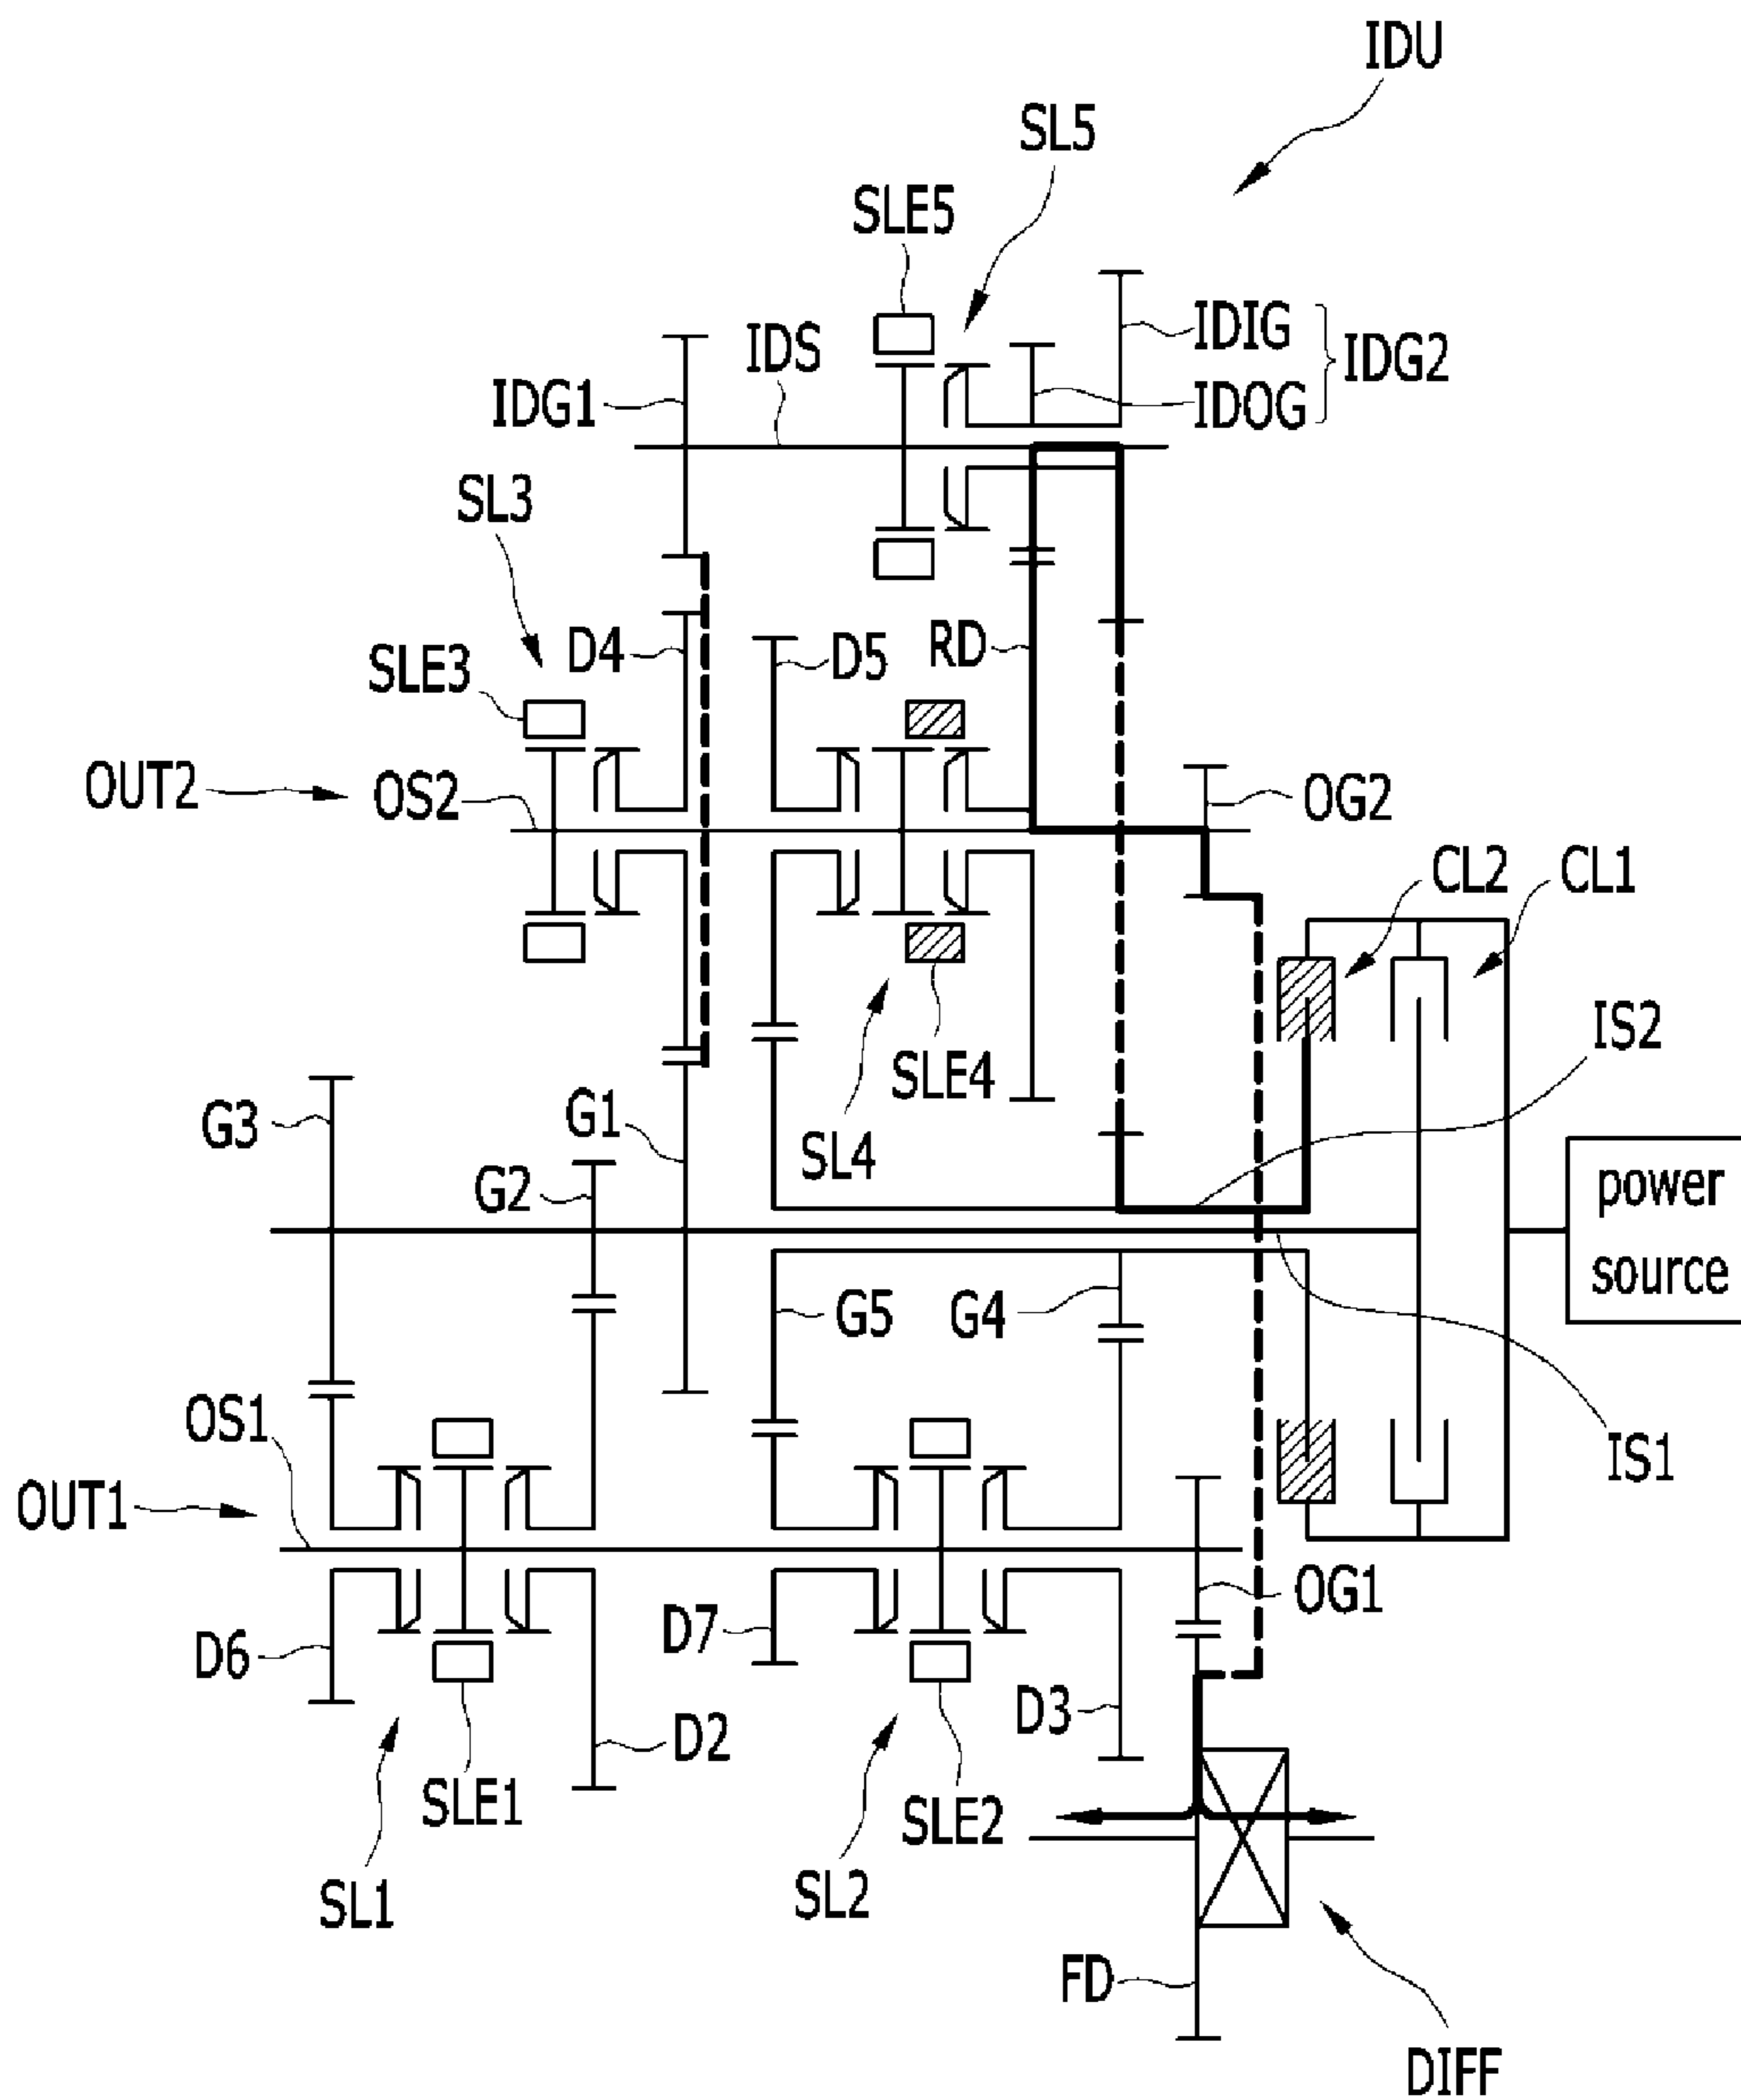 IDU
SL5
SLE5
IDIG
IDS
IDG2
IDG1
IDOG
SL3
D4
D5
RD
SLE3
OUT2
OS2
OG2
CL2
CL1
IS2
SLE4
G3
G1
SL4
G2
power
source
G5
G4
OS1
IS1
OUT1
OG1
D6
D7
D3
D2
SLE1
SLE2
SL1
SL2
FD
DIFF